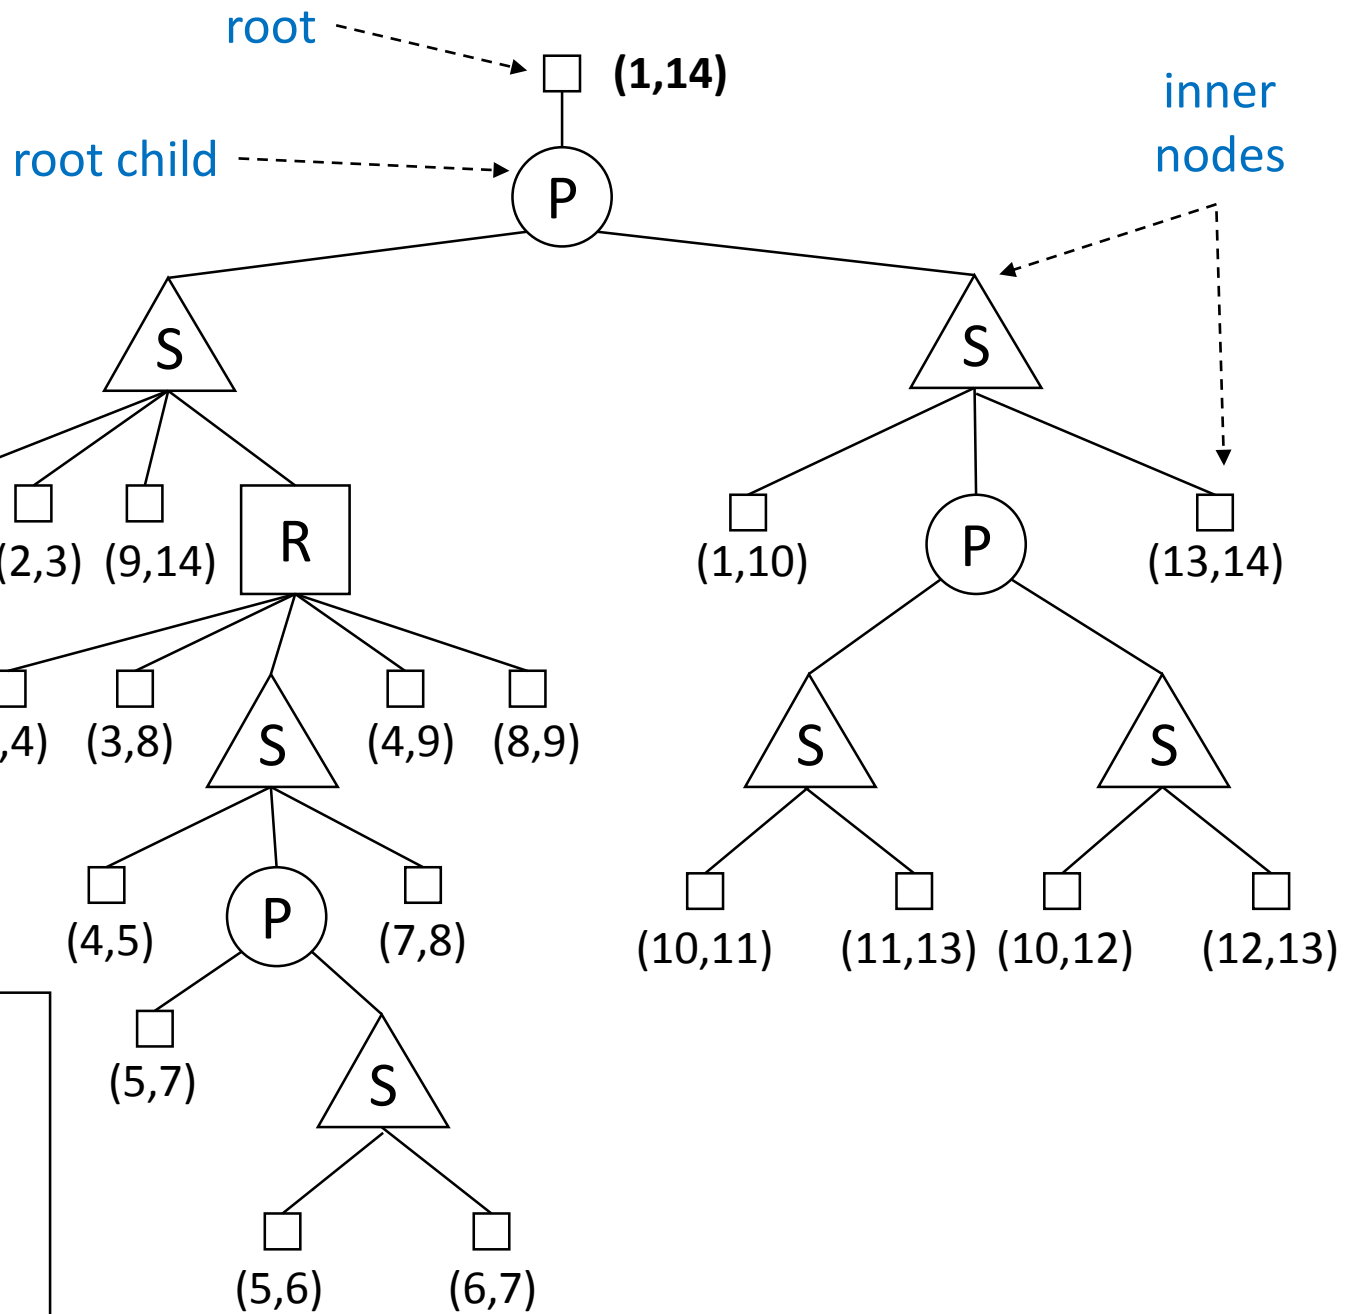 root
(1,14)
inner
nodes
root child
P
S
S
(2,3)
(9,14)
R
(1,10)
P
(13,14)
,4)
(3,8)
S
(4,9)
(8,9)
S
S
(4,5)
P
(7,8)
(10,11)
(11,13)
(10,12)
(12,13)
(5,7)
S
(5,6)
(6,7)